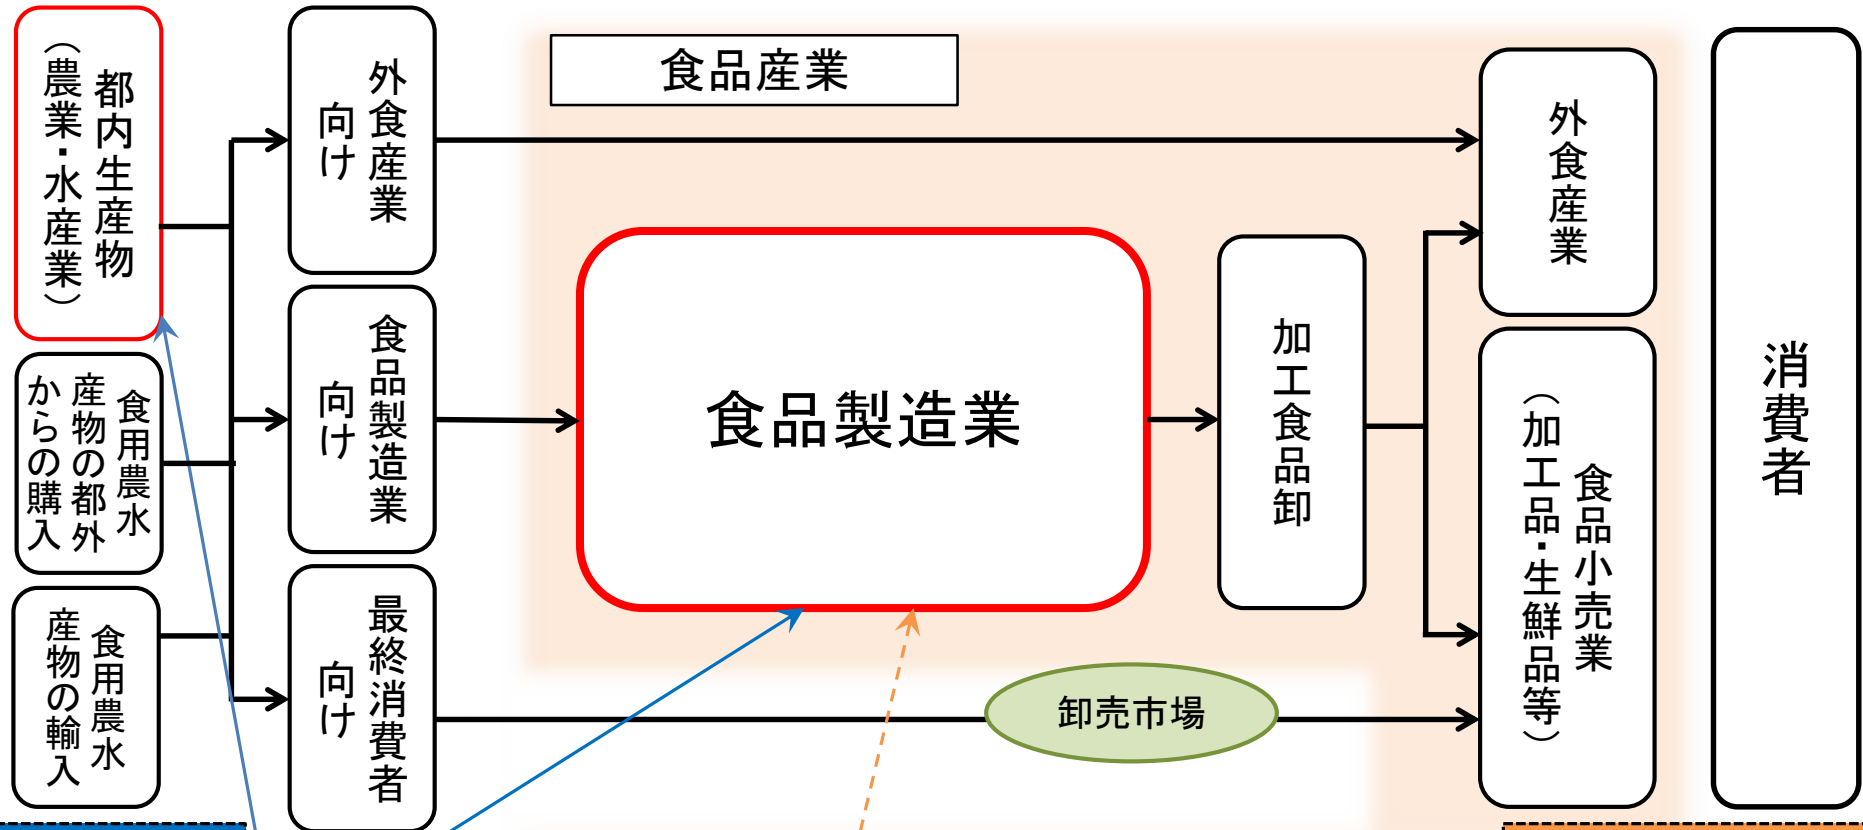 都内生産物
（農業・水産業）
食用農水
産物の都外
からの購入
食用農水
産物の輸入
外食産業
向け
食品製造業
向け
最終消費者
向け
食品産業
食品製造業
加工食品卸
卸売市場
外食産業
食品小売業
（加工品・生鮮品等）
消費者